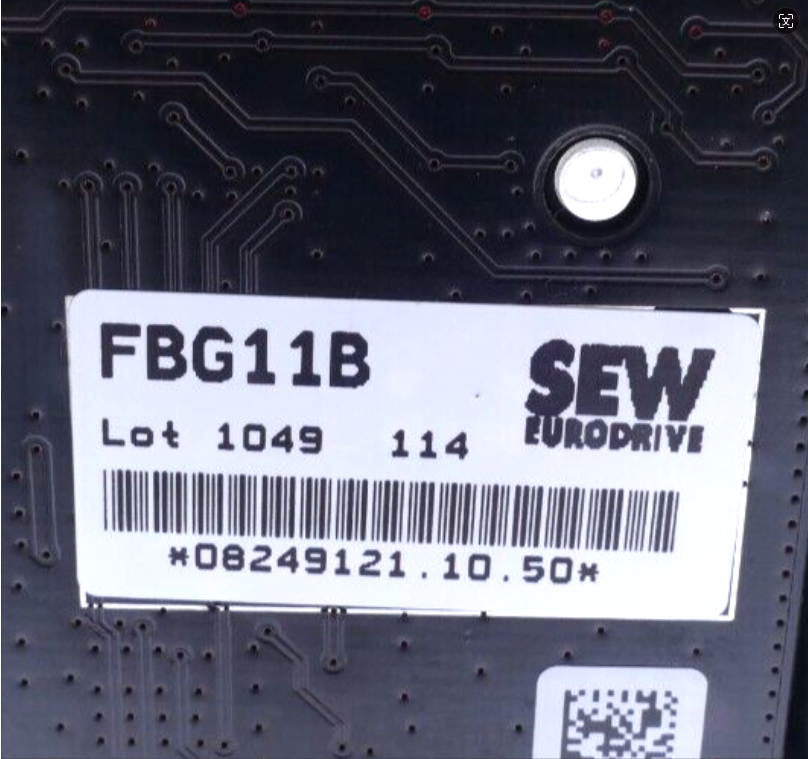 FBG11B
SEW
EURODRIVE
Lot 1049 114
*08249121.10.50*